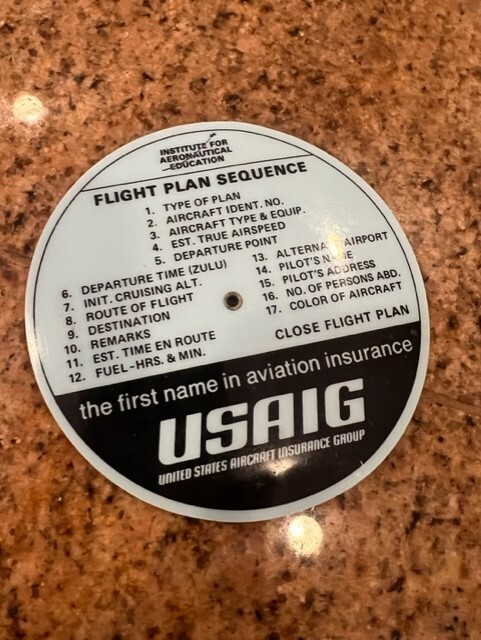 INSTITUTE FOR
AERONAUTICAL
EDUCATION
FLIGHT PLAN SEQUENCE
1. TYPE OF PLAN
2. AIRCRAFT IDENT. NO.
3. AIRCRAFT TYPE & EQUIP.
4. EST. TRUE AIRSPEED
5. DEPARTURE POINT
6. DEPARTURE TIME (ZULU)
7. INIT. CRUISING ALT.
8. ROUTE OF FLIGHT
9. DESTINATION
10. REMARKS
11. EST. TIME EN ROUTE
12. FUEL-HRS. & MIN.
13. ALTERNATE AIRPORT
14. PILOT'S NAME
15. PILOT'S ADDRESS
16. NO. OF PERSONS ABD.
17. COLOR OF AIRCRAFT
CLOSE FLIGHT PLAN
the first name in aviation insurance
USAIG
UNITED STATES AIRCRAFT INSURANCE GROUP